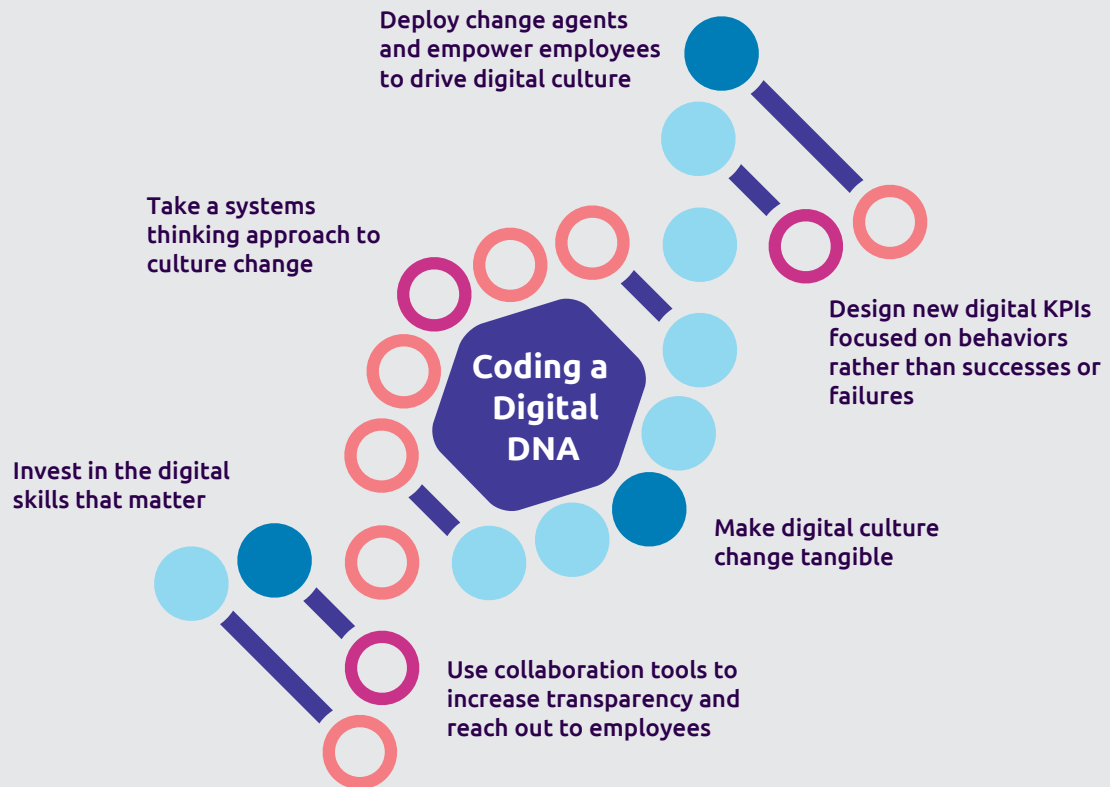 Deploy change agents
and empower employees
to drive digital culture
Take a systems
thinking approach to
culture change
Design new digital KPIs
focused on behaviors
rather than successes or
failures
Coding a
Digital
DNA
Invest in the digital
skills that matter
Make digital culture
change tangible
Use collaboration tools to
increase transparency and
reach out to employees